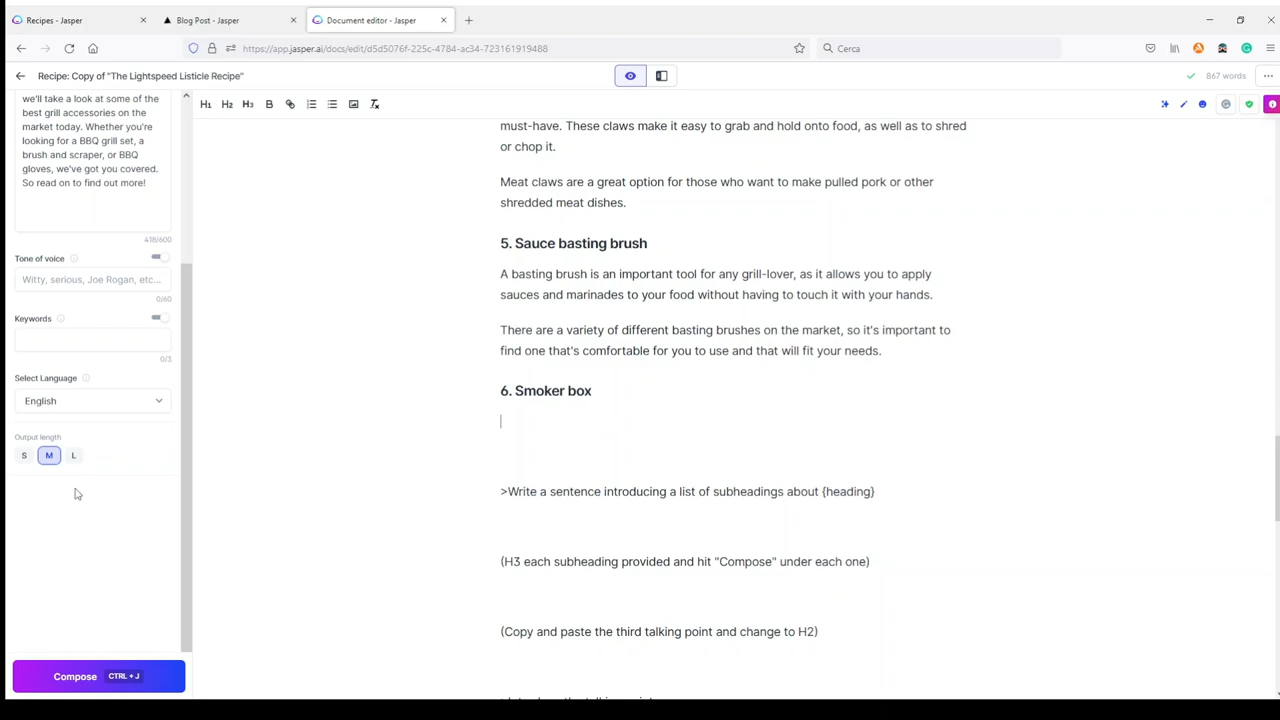 Recipes - Jasper
Blog Post - Jasper
Document editor - Jasper
https://app.jasper.ai/docs/edit/d5d5076f-225c-4784-ac34-723161919488
Cerca
Recipe: Copy of "The Lightspeed Listicle Recipe"
867 words
H1 H2 H3 B
we'll take a look at some of the
best grill accessories on the
market today. Whether you're
looking for a BBQ grill set, a
brush and scraper, or BBQ
gloves, we've got you covered.
So read on to find out more!
418/600
Tone of voice
Witty, serious, Joe Rogan, etc...
0/60
Keywords
0/3
Select Language
English
Output length
S M L
Compose CTRL + J
must-have. These claws make it easy to grab and hold onto food, as well as to shred
or chop it.
Meat claws are a great option for those who want to make pulled pork or other
shredded meat dishes.
5. Sauce basting brush
A basting brush is an important tool for any grill-lover, as it allows you to apply
sauces and marinades to your food without having to touch it with your hands.
There are a variety of different basting brushes on the market, so it's important to
find one that's comfortable for you to use and that will fit your needs.
6. Smoker box
>Write a sentence introducing a list of subheadings about {heading}
(H3 each subheading provided and hit "Compose" under each one)
(Copy and paste the third talking point and change to H2)